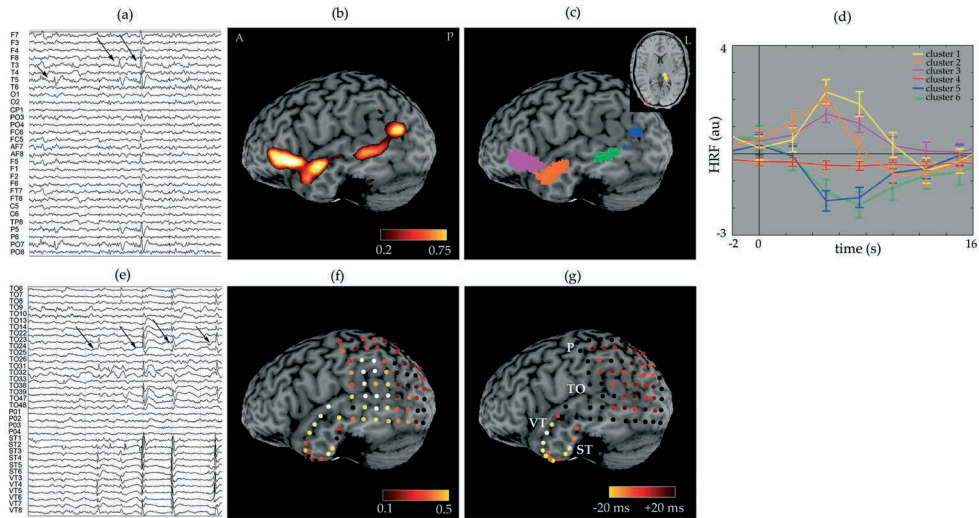 (a)
F7
F3
F4
F8
T3
T4
T5
T6
O1
O2
CP1
PO3
PO4
FC6
FC5
AF7
AF8
F5
F1
F2
F6
FT7
FT8
C5
C6
TP8
P5
P6
PO7
PO8
(b)
A P
0.2 0.75
(c)
L
(d)
4
HRF (au)
-3
-2 0 8 16
time (s)
cluster 1
cluster 2
cluster 3
cluster 4
cluster 5
cluster 6
(e)
TO6
TO7
TO8
TO9
TO10
TO13
TO14
TO22
TO23
TO24
TO25
TO26
TO31
TO32
TO33
TO38
TO39
TO47
TO48
P01
P02
P03
P04
ST1
ST2
ST3
ST4
ST5
ST6
VT3
VT4
VT5
VT6
VT7
VT8
(f)
0.1 0.5
(g)
P
TO
VT
ST
-20 ms +20 ms